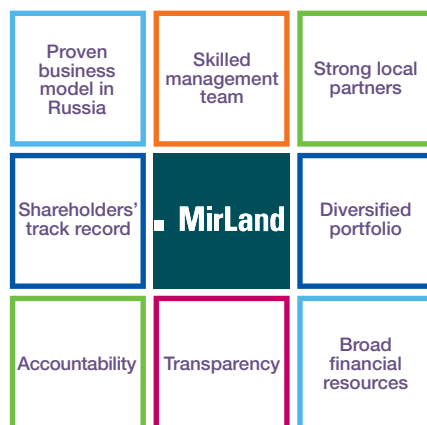 Proven
business
model in
Russia
Skilled
management
team
Strong local
partners
Shareholders'
track record
MirLand
Diversified
portfolio
Accountability
Transparency
Broad
financial
resources